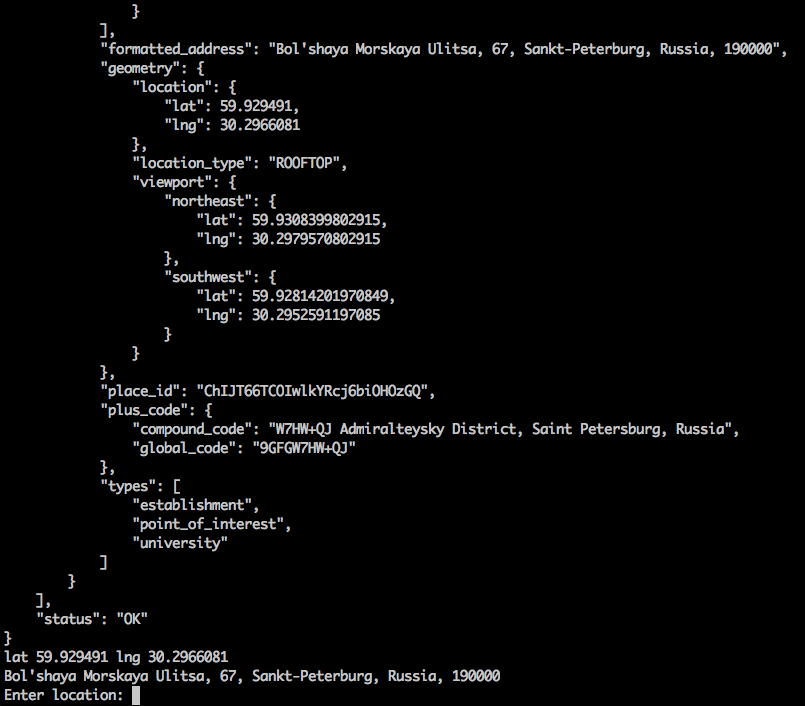 }
],
"formatted_address": "Bol'shaya Morskaya Ulitsa, 67, Sankt-Peterburg, Russia, 190000",
"geometry": {
"location": {
"lat": 59.929491,
"lng": 30.2966081
},
"location_type": "ROOFTOP",
"viewport": {
"northeast": {
"lat": 59.9308399802915,
"lng": 30.2979570802915
},
"southwest": {
"lat": 59.92814201970849,
"lng": 30.2952591197085
}
}
},
"place_id": "ChIJT66TCOIwlkYRcj6biOHOzGQ",
"plus_code": {
"compound_code": "W7HW+QJ Admiralteysky District, Saint Petersburg, Russia",
"global_code": "9GFGW7HW+QJ"
},
"types": [
"establishment",
"point_of_interest",
"university"
]
}
],
"status": "OK"
}
lat 59.929491 lng 30.2966081
Bol'shaya Morskaya Ulitsa, 67, Sankt-Peterburg, Russia, 190000
Enter location: